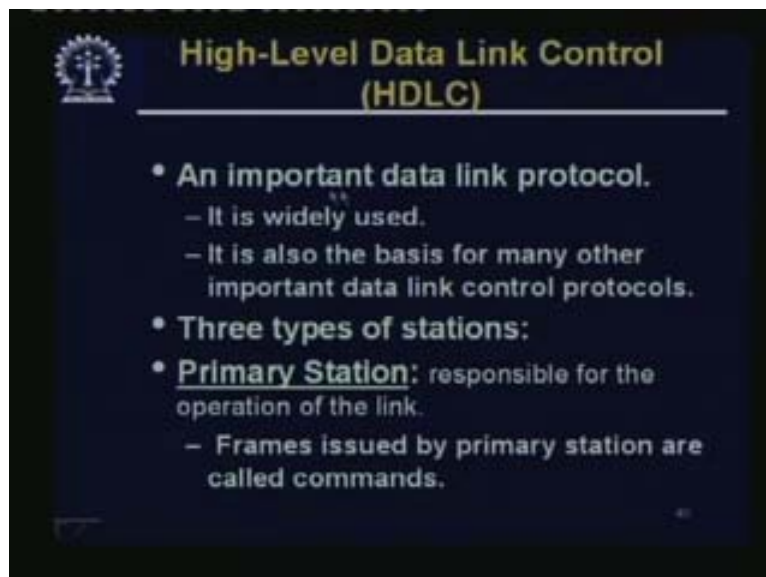 High-Level Data Link Control
(HDLC)
• An important data link protocol.
– It is widely used.
– It is also the basis for many other
important data link control protocols.
• Three types of stations:
• Primary Station: responsible for the
operation of the link.
– Frames issued by primary station are
called commands.